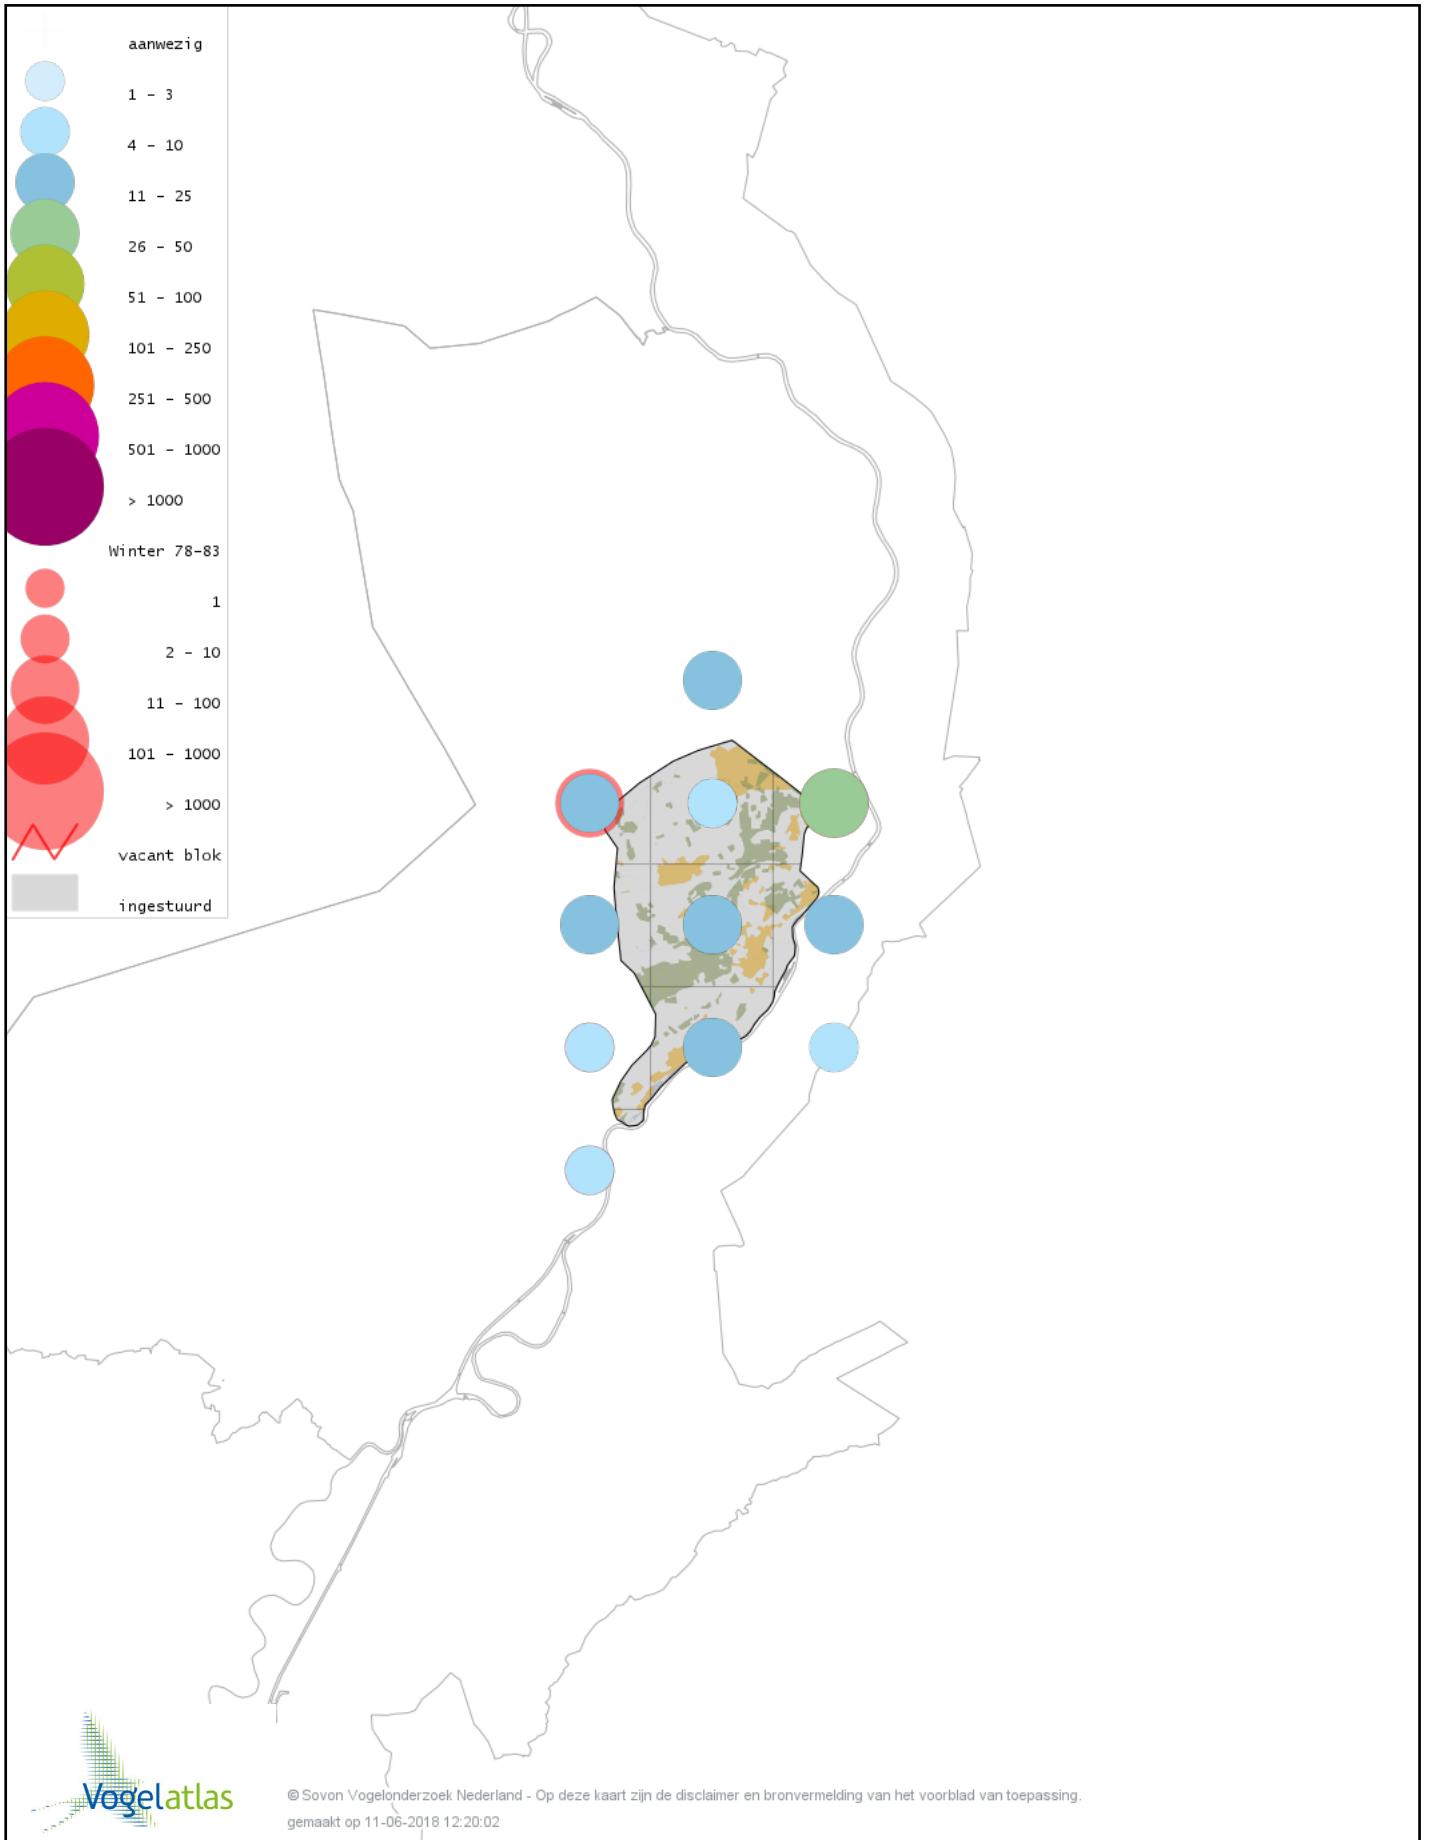 aanwezig
1 - 3
4 - 10
11 - 25
26 - 50
51 - 100
101 - 250
251 - 500
501 - 1000
> 1000
Winter 78-83
1
2 - 10
11 - 100
101 - 1000
> 1000
vacant blok
ingestuurd
Vogelatlas
© Sovon Vogelonderzoek Nederland - Op deze kaart zijn de disclaimer en bronvermelding van het voorblad van toepassing.
gemaakt op 11-06-2018 12:20:02